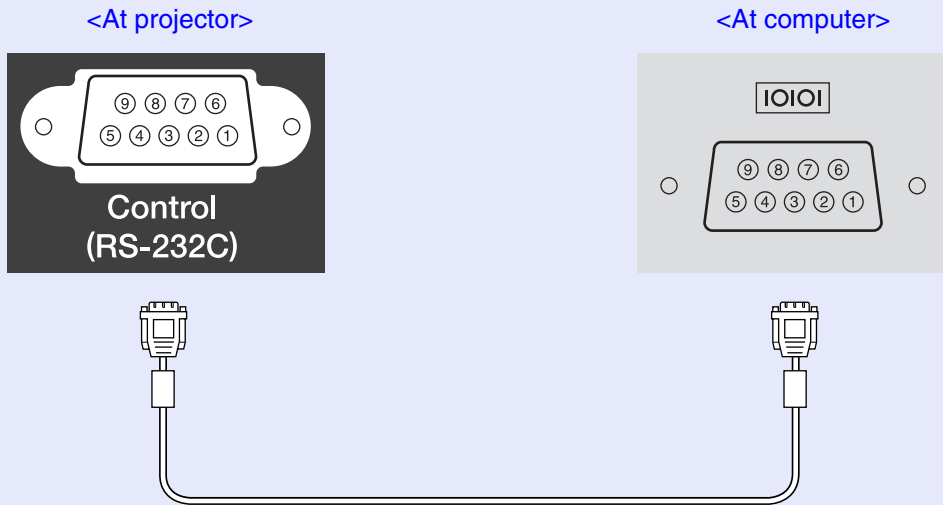 <At projector>
<At computer>
⑨ ⑧ ⑦ ⑥
⑤ ④ ③ ② ①
Control
(RS-232C)
IOIOI
⑨ ⑧ ⑦ ⑥
⑤ ④ ③ ② ①